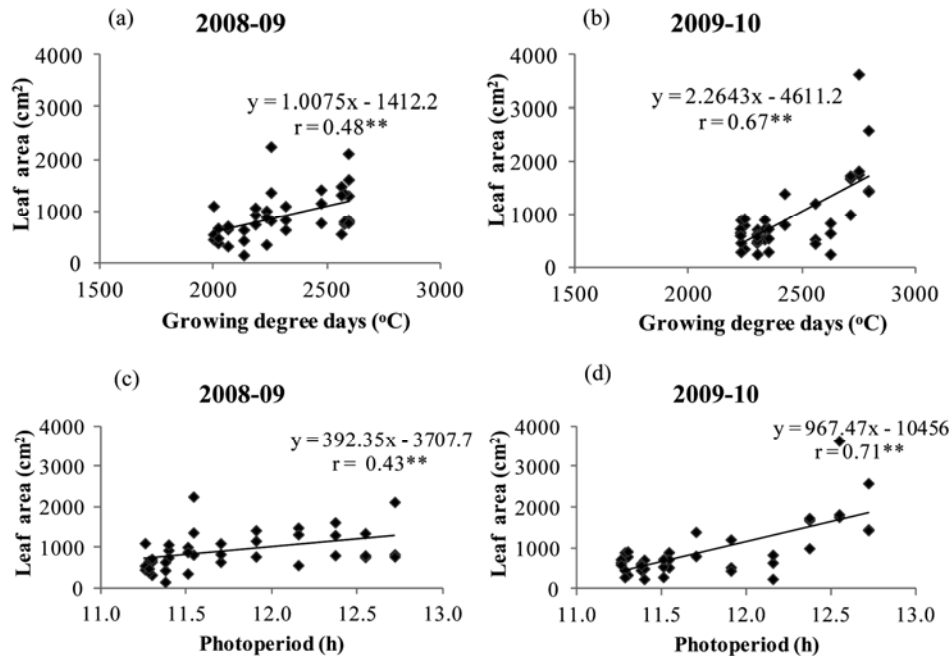 (a)
2008-09
Leaf area (cm²)
4000
3000
2000
1000
0
y = 1.0075x - 1412.2
r = 0.48**
1500
2000
2500
3000
Growing degree days (ᵒC)
(b)
2009-10
Leaf area (cm²)
4000
3000
2000
1000
0
y = 2.2643x - 4611.2
r = 0.67**
1500
2000
2500
3000
Growing degree days (ᵒC)
(c)
2008-09
Leaf area (cm²)
4000
3000
2000
1000
0
y = 392.35x - 3707.7
r = 0.43**
11.0
11.5
12.0
12.5
13.0
Photoperiod (h)
(d)
2009-10
Leaf area (cm²)
4000
3000
2000
1000
0
y = 967.47x - 10456
r = 0.71**
11.0
11.5
12.0
12.5
13.0
Photoperiod (h)